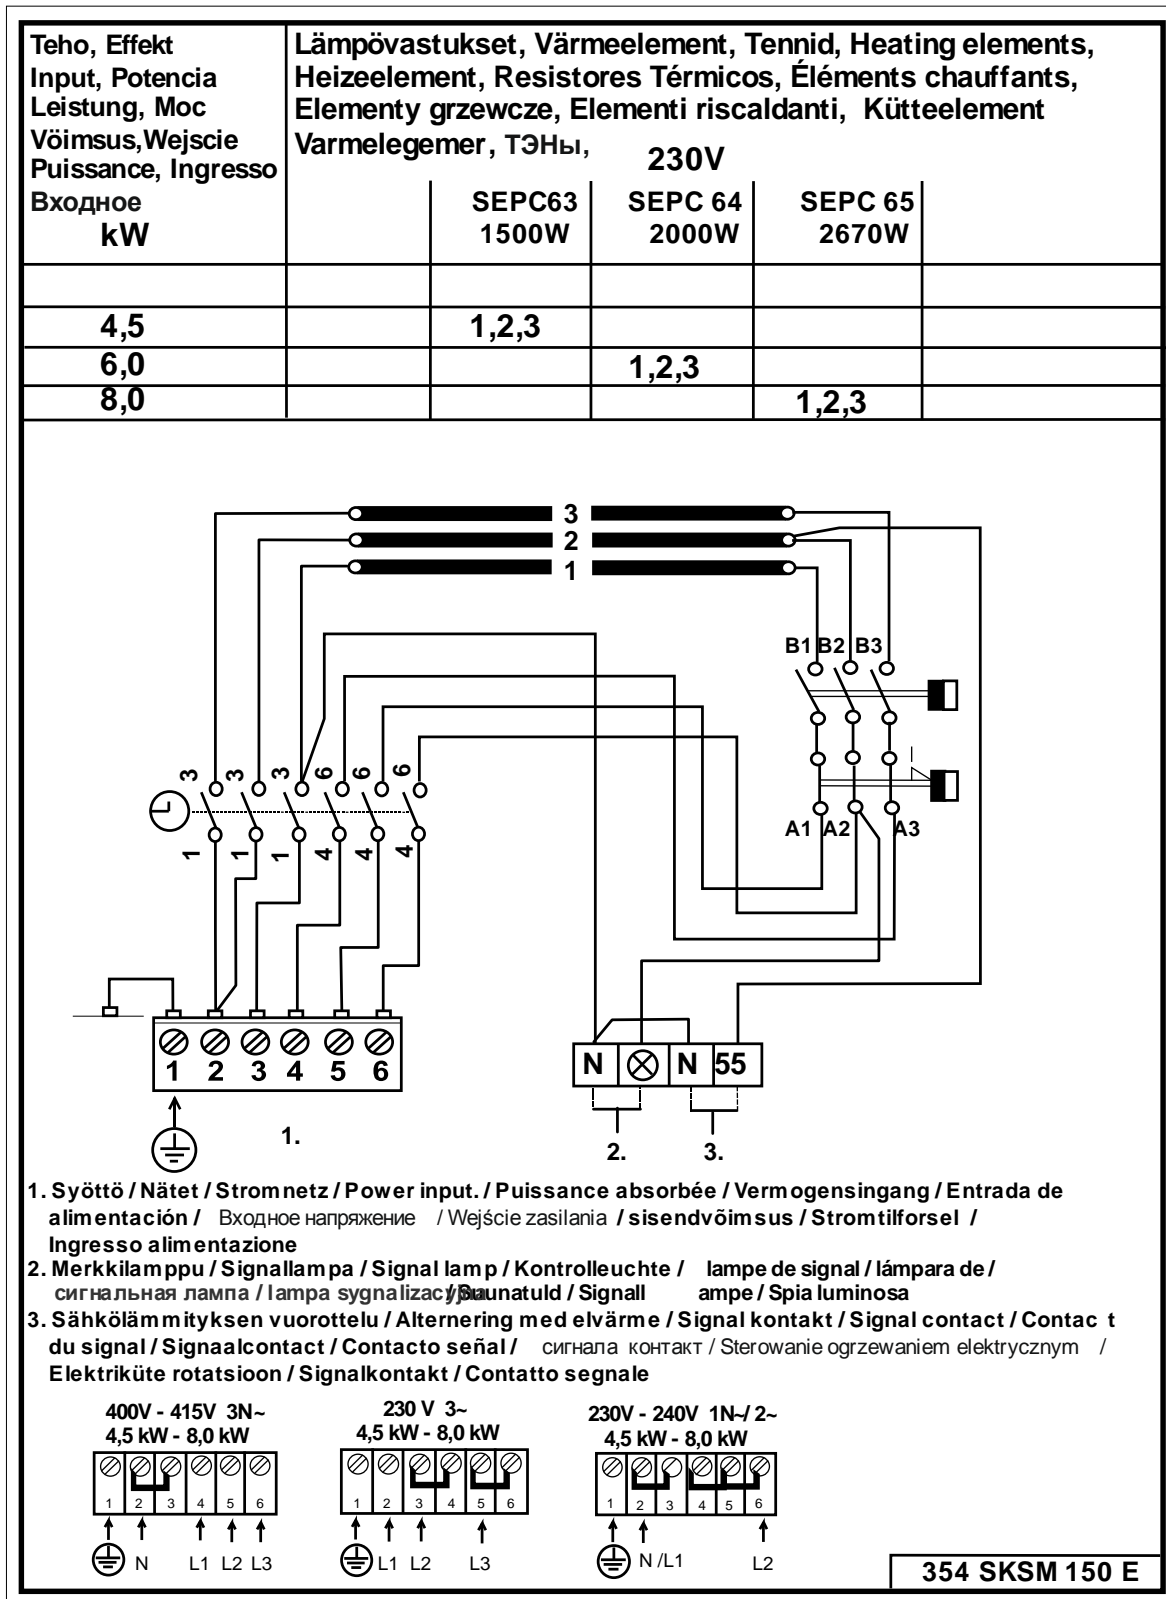 Teho, Effekt
Input, Potencia
Leistung, Moc
Vöimsus,Wejscie
Puissance, Ingresso
Входное
kW
Lämpövastukset, Värmeelement, Tennid, Heating elements,
Heizeelement, Resistores Térmicos, Éléments chauffants,
Elementy grzewcze, Elementi riscaldanti, Kütteelement
Varmelegemer, ТЭНы, 230V
SEPC63 SEPC 64 SEPC 65
1500W 2000W 2670W
4,5 1,2,3
6,0 1,2,3
8,0 1,2,3
3
2
1
B1 B2 B3
3 3 3 6 6 6
1 1 1 4 4 4
A1 A2 A3
1 2 3 4 5 6
N N 55
1. 2. 3.
1. Syöttö / Nätet / Stromnetz / Power input. / Puissance absorbée / Vermogensingang / Entrada de
alimentación / Входное напряжение / Wejście zasilania / sisendvõimsus / Stromtilforsel /
Ingresso alimentazione
2. Merkkilamppu / Signallampa / Signal lamp / Kontrolleuchte / lampe de signal / lámpara de /
сигнальная лампа / lampa sygnalizacyjna / Suunatuld / Signall ampe / Spia luminosa
3. Sähkölämmityksen vuorottelu / Alternering med elvärme / Signal kontakt / Signal contact / Contac t
du signal / Signaalcontact / Contacto señal / сигнала контакт / Sterowanie ogrzewaniem elektrycznym /
Elektriküte rotatsioon / Signalkontakt / Contatto segnale
400V - 415V 3N~
4,5 kW - 8,0 kW
1 2 3 4 5 6
N L1 L2 L3
230 V 3~
4,5 kW - 8,0 kW
1 2 3 4 5 6
L1 L2 L3
230V - 240V 1N~/ 2~
4,5 kW - 8,0 kW
1 2 3 4 5 6
N /L1 L2
354 SKSM 150 E